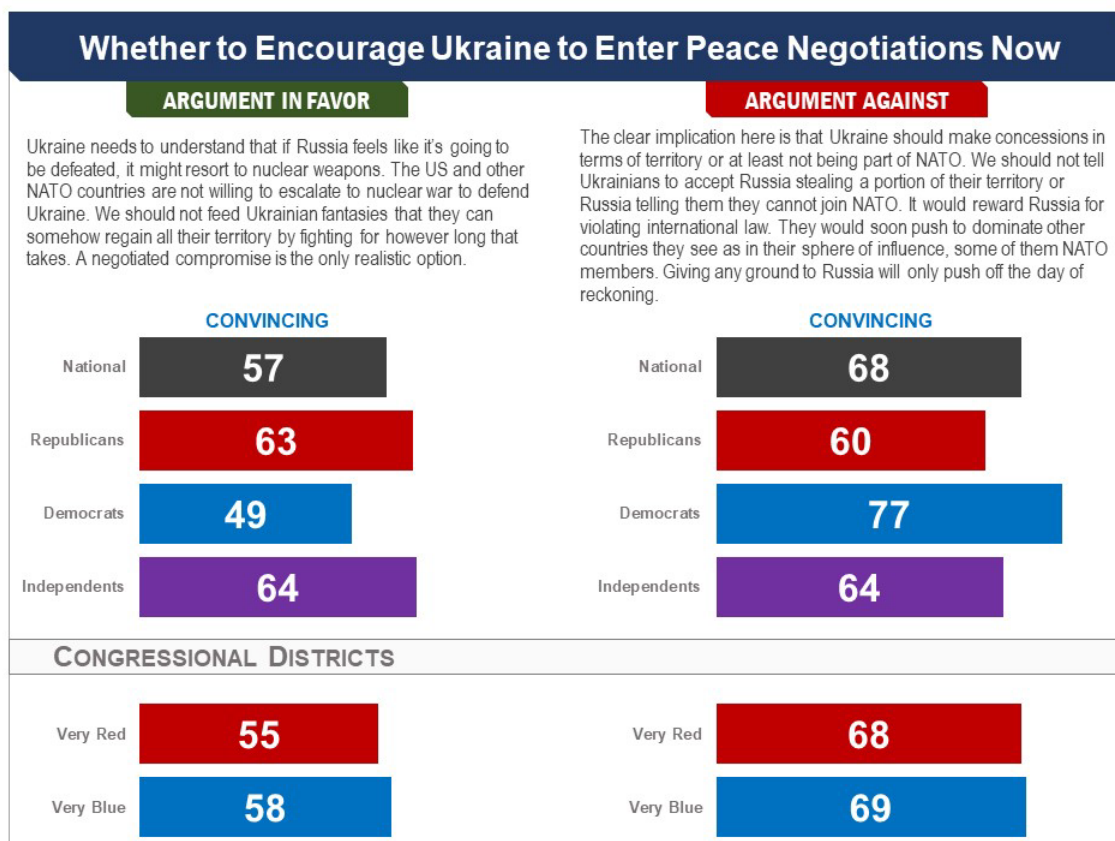 Whether to Encourage Ukraine to Enter Peace Negotiations Now
ARGUMENT IN FAVOR
Ukraine needs to understand that if Russia feels like it's going to
be defeated, it might resort to nuclear weapons. The US and other
NATO countries are not willing to escalate to nuclear war to defend
Ukraine. We should not feed Ukrainian fantasies that they can
somehow regain all their territory by fighting for however long that
takes. A negotiated compromise is the only realistic option.
CONVINCING
National 57
Republicans 63
Democrats 49
Independents 64
ARGUMENT AGAINST
The clear implication here is that Ukraine should make concessions in
terms of territory or at least not being part of NATO. We should not tell
Ukrainians to accept Russia stealing a portion of their territory or
Russia telling them they cannot join NATO. It would reward Russia for
violating international law. They would soon push to dominate other
countries they see as in their sphere of influence, some of them NATO
members. Giving any ground to Russia will only push off the day of
reckoning.
CONVINCING
National 68
Republicans 60
Democrats 77
Independents 64
CONGRESSIONAL DISTRICTS
Very Red 55
Very Blue 58
Very Red 68
Very Blue 69